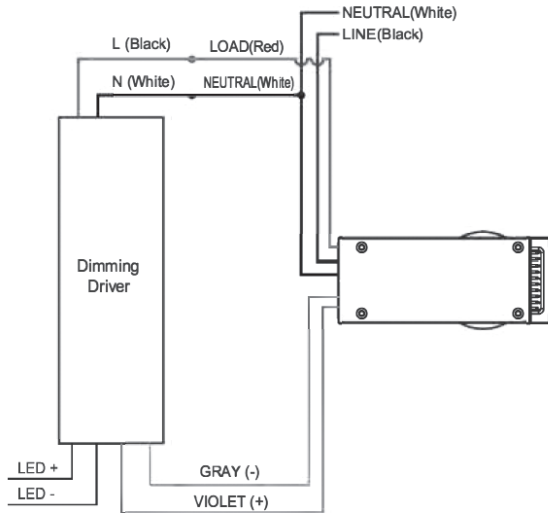 NEUTRAL(White)
LINE(Black)
L (Black)
LOAD(Red)
N (White)
NEUTRAL(White)
Dimming
Driver
LED +
LED -
GRAY (-)
VIOLET (+)